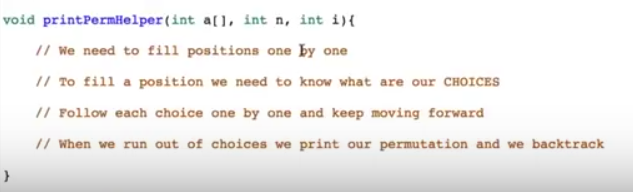 void printPermHelper(int a[], int n, int i){
// We need to fill positions one by one
// To fill a position we need to know what are our CHOICES
// Follow each choice one by one and keep moving forward
// When we run out of choices we print our permutation and we backtrack
}